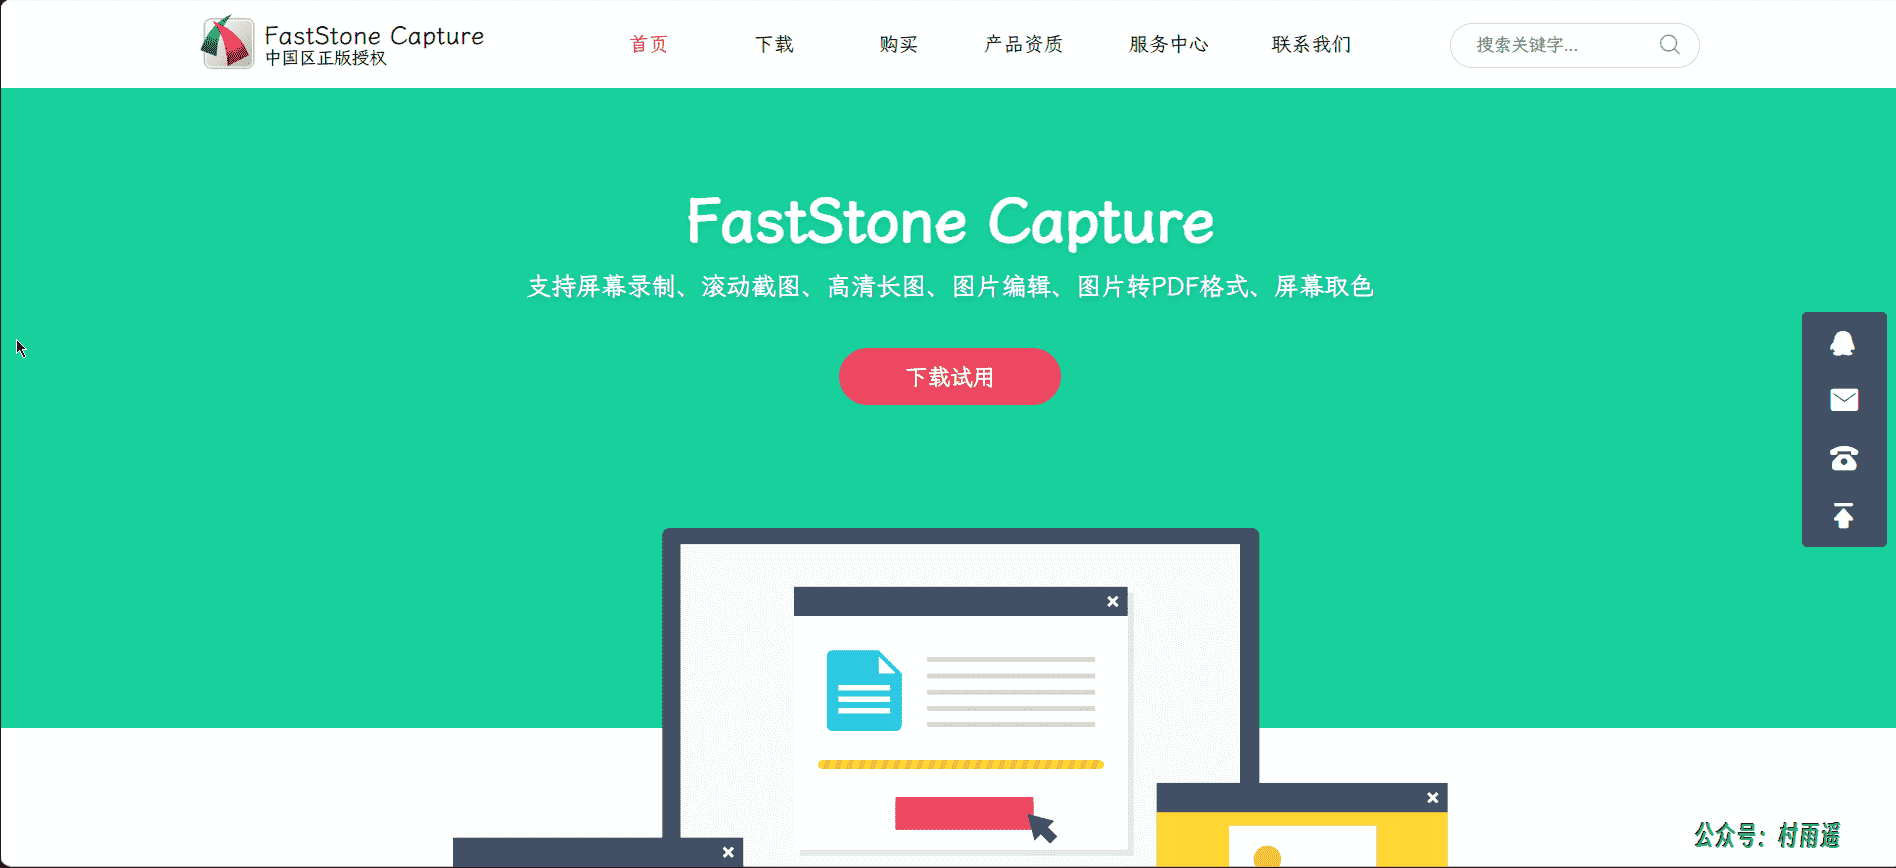 FastStone Capture
中国区正版授权
首页 下载 购买 产品资质 服务中心 联系我们
搜索关键字...
FastStone Capture
支持屏幕录制、滚动截图、高清长图、图片编辑、图片转PDF格式、屏幕取色
下载试用
公众号：村雨遥